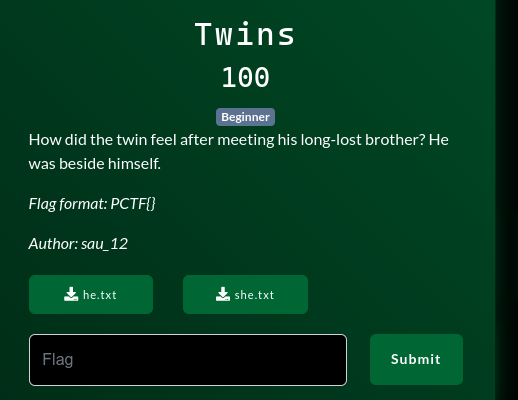 Twins
100
Beginner
How did the twin feel after meeting his long-lost brother? He
was beside himself.
Flag format: PCTF{}
Author: sau_12
he.txt
she.txt
Flag
Submit